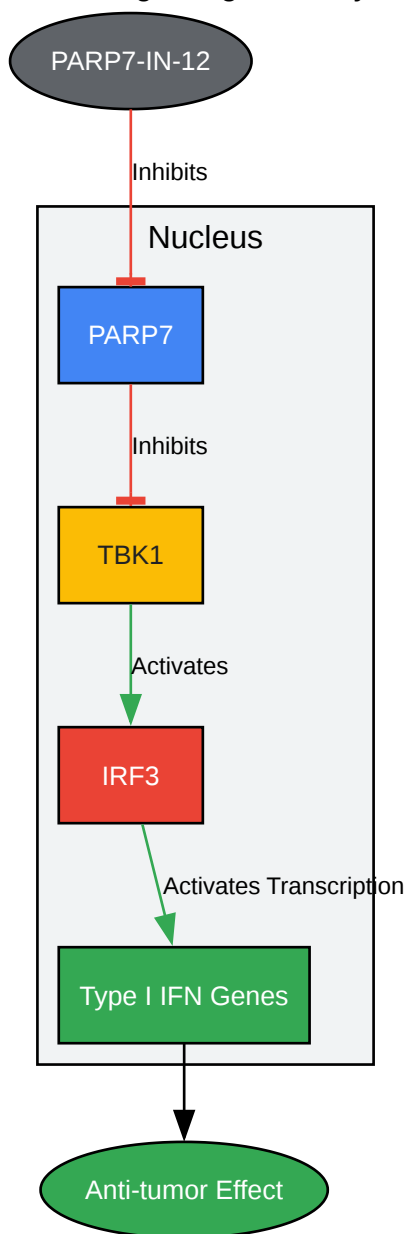 PARP7-IN-12
Inhibits
Nucleus
PARP7
Inhibits
TBK1
Activates
IRF3
Activates Transcription
Type I IFN Genes
Anti-tumor Effect